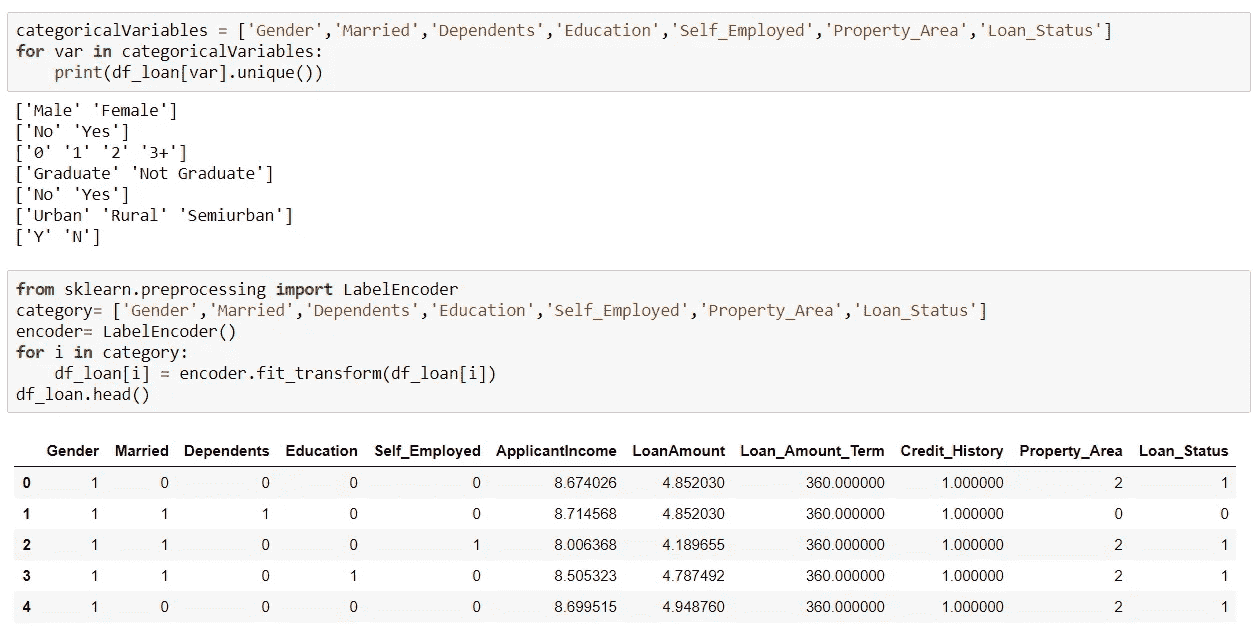 categoricalVariables = ['Gender','Married','Dependents','Education','Self_Employed','Property_Area','Loan_Status']
for var in categoricalVariables:
    print(df_loan[var].unique())
['Male' 'Female']
['No' 'Yes']
['0' '1' '2' '3+']
['Graduate' 'Not Graduate']
['No' 'Yes']
['Urban' 'Rural' 'Semiurban']
['Y' 'N']
from sklearn.preprocessing import LabelEncoder
category= ['Gender','Married','Dependents','Education','Self_Employed','Property_Area','Loan_Status']
encoder= LabelEncoder()
for i in category:
    df_loan[i] = encoder.fit_transform(df_loan[i])
df_loan.head()
Gender Married Dependents Education Self_Employed ApplicantIncome LoanAmount Loan_Amount_Term Credit_History Property_Area Loan_Status
0 1 0 0 0 0 8.674026 4.852030 360.000000 1.000000 2 1
1 1 1 1 0 0 8.714568 4.852030 360.000000 1.000000 0 0
2 1 1 0 0 1 8.006368 4.189655 360.000000 1.000000 2 1
3 1 1 0 1 0 8.505323 4.787492 360.000000 1.000000 2 1
4 1 0 0 0 0 8.699515 4.948760 360.000000 1.000000 2 1